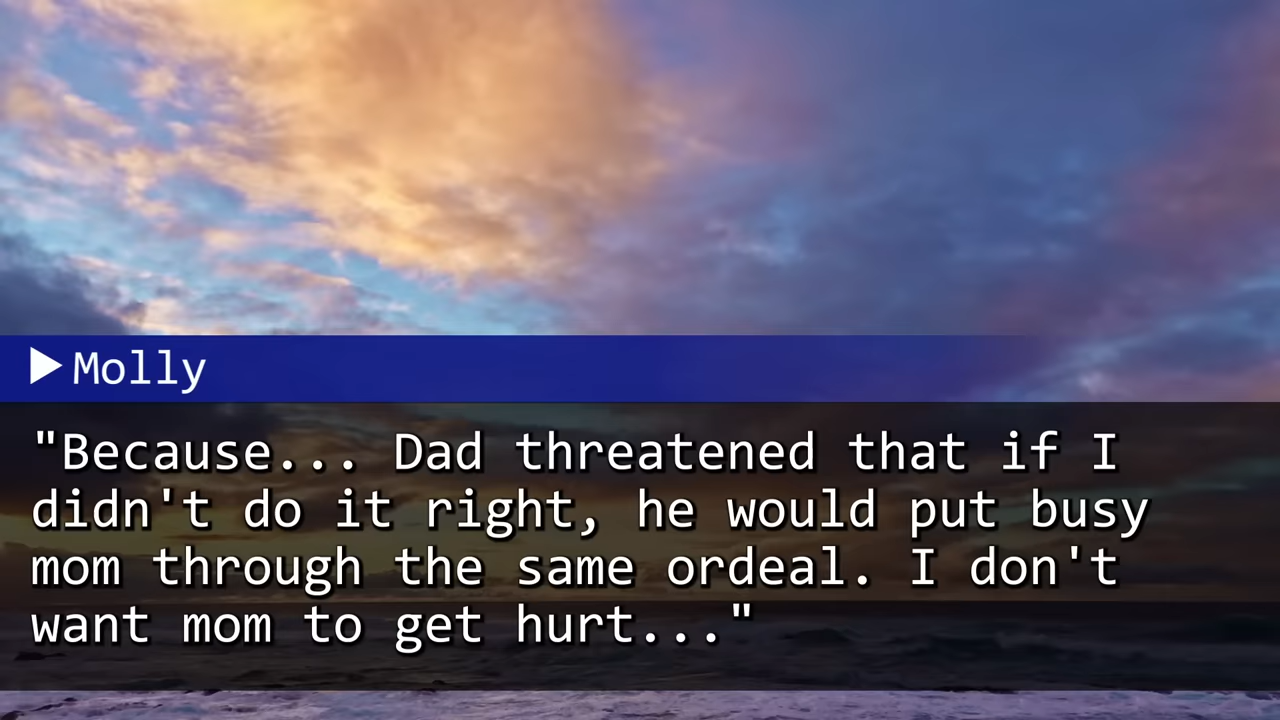 Molly
"Because... Dad threatened that if I
didn't do it right, he would put busy
mom through the same ordeal. I don't
want mom to get hurt..."